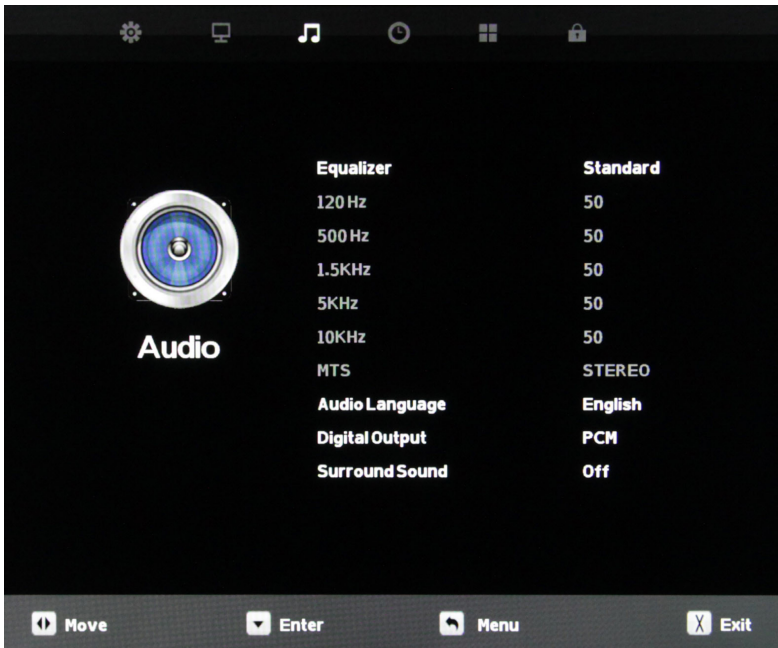 Equalizer Standard
120 Hz 50
500 Hz 50
1.5KHz 50
5KHz 50
10KHz 50
Audio
MTS STEREO
Audio Language English
Digital Output PCM
Surround Sound Off
Move Enter Menu X Exit